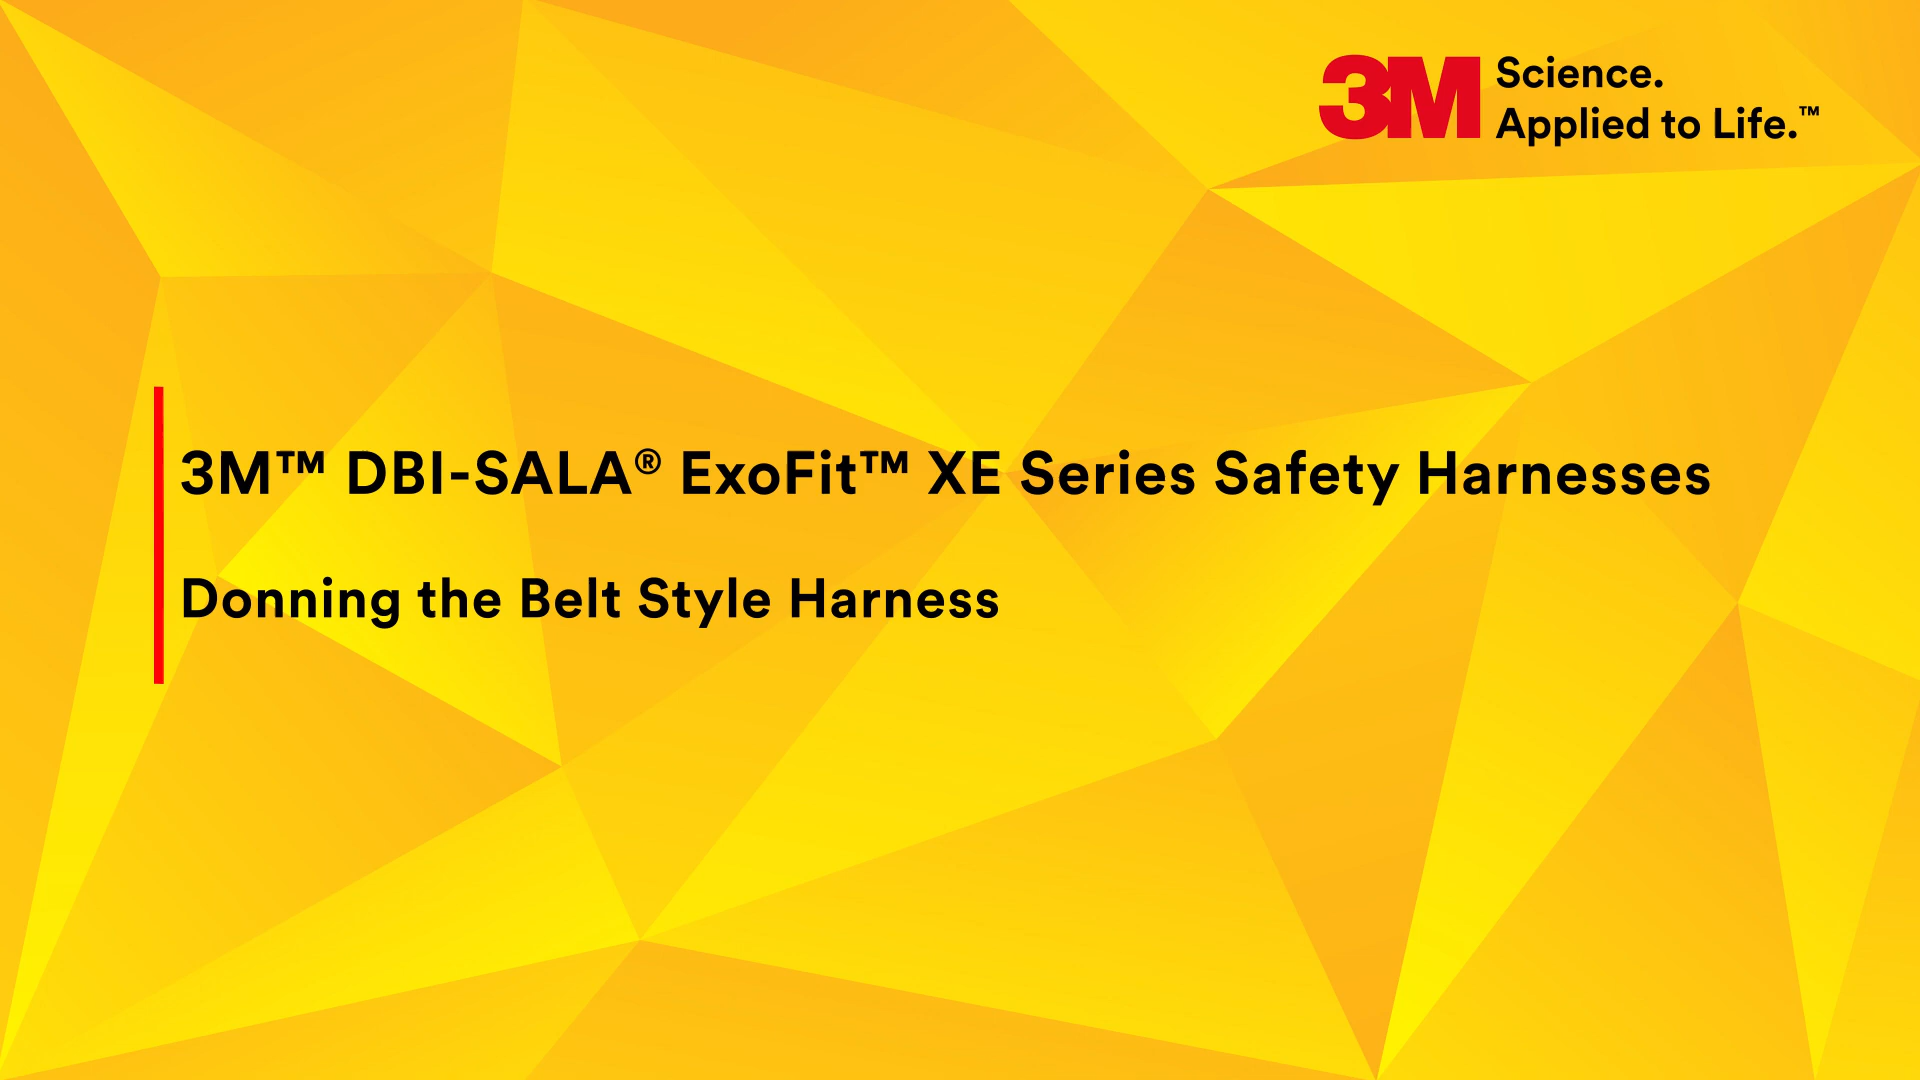 3M Science.
Applied to Life.™
3M™ DBI-SALA® ExoFit™ XE Series Safety Harnesses
Donning the Belt Style Harness